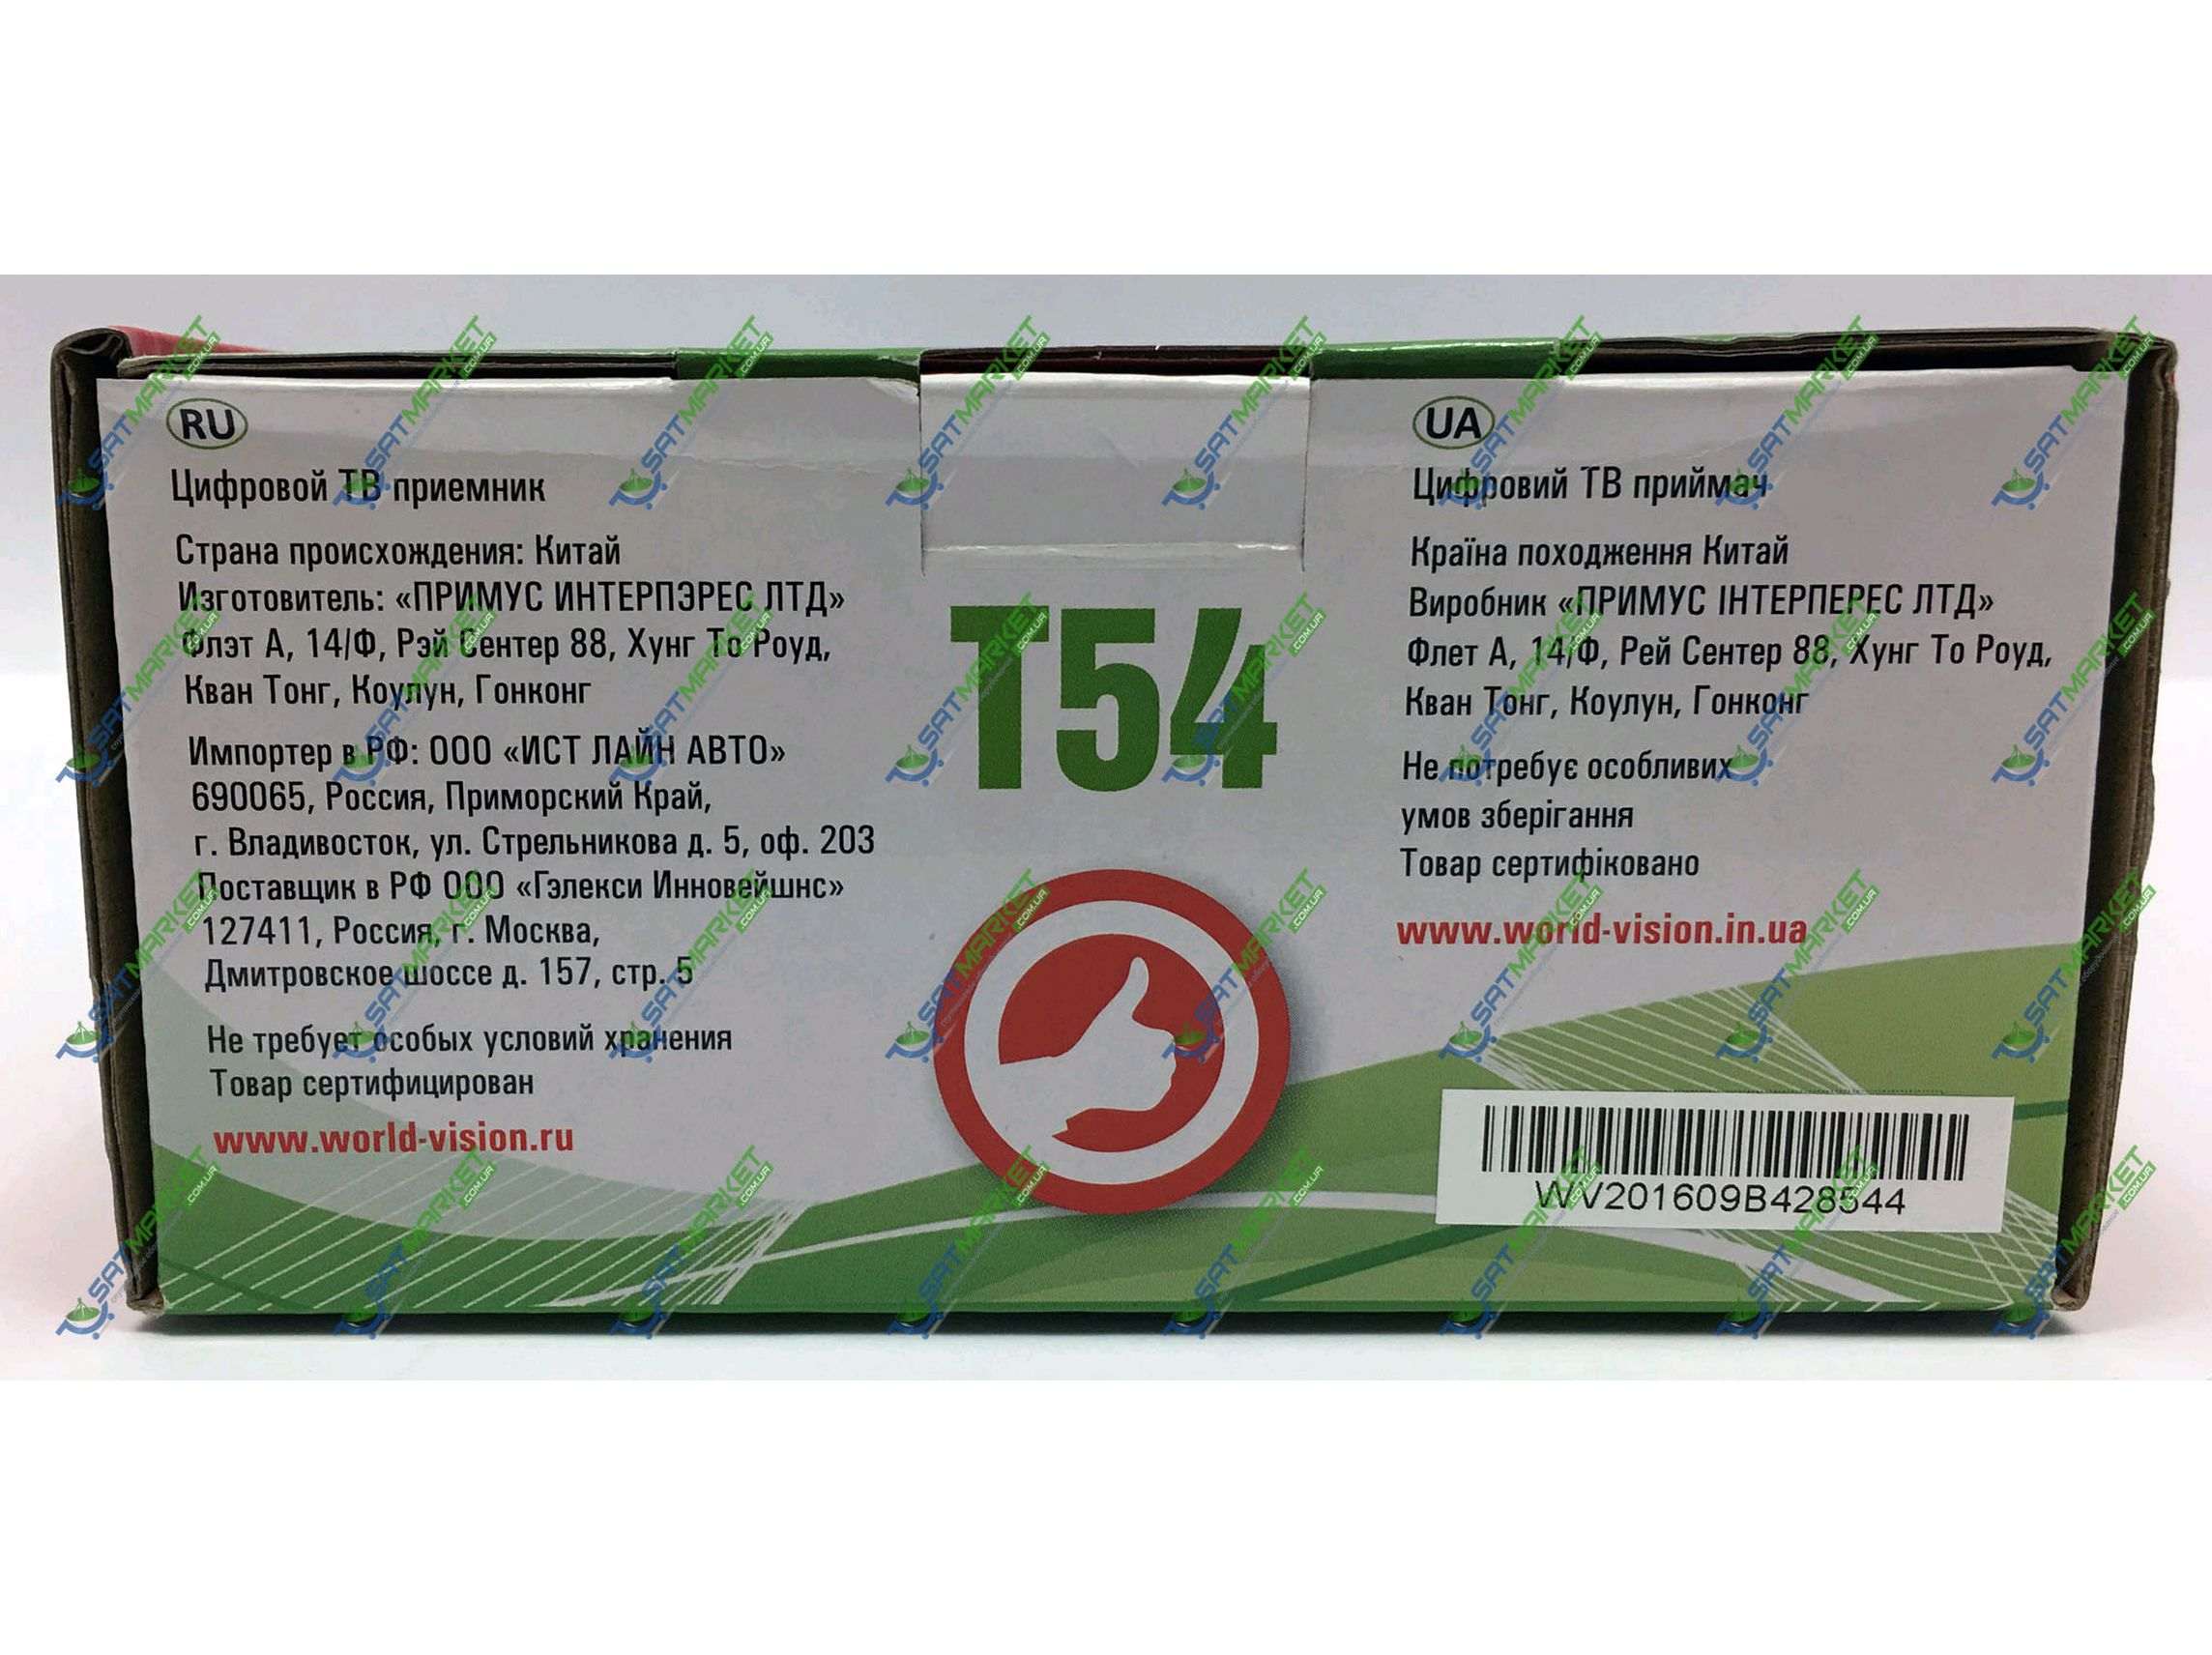 RU
Цифровой ТВ приемник
Страна происхождения: Китай
Изготовитель: «ПРИМУС ИНТЕРПЭРЕС ЛТД»
Флэт А, 14/Ф, Рэй Сентер 88, Хунг То Роуд,
Кван Тонг, Коулун, Гонконг
Импортер в РФ: ООО «ИСТ ЛАЙН АВТО»
690065, Россия, Приморский Край,
г. Владивосток, ул. Стрельникова д. 5, оф. 203
Поставщик в РФ ООО «Гэлекси Инновейшнс»
127411, Россия, г. Москва,
Дмитровское шоссе д. 157, стр. 5
Не требует особых условий хранения
Товар сертифицирован
www.world-vision.ru
T54
UA
Цифровий ТВ приймач
Країна походження Китай
Виробник «ПРИМУС ІНТЕРПЕРЕС ЛТД»
Флет А, 14/Ф, Рей Сентер 88, Хунг То Роуд,
Кван Тонг, Коулун, Гонконг
Не потребує особливих
умов зберігання
Товар сертифіковано
www.world-vision.in.ua
WV201609B428544
SATMARKET.COM.UA